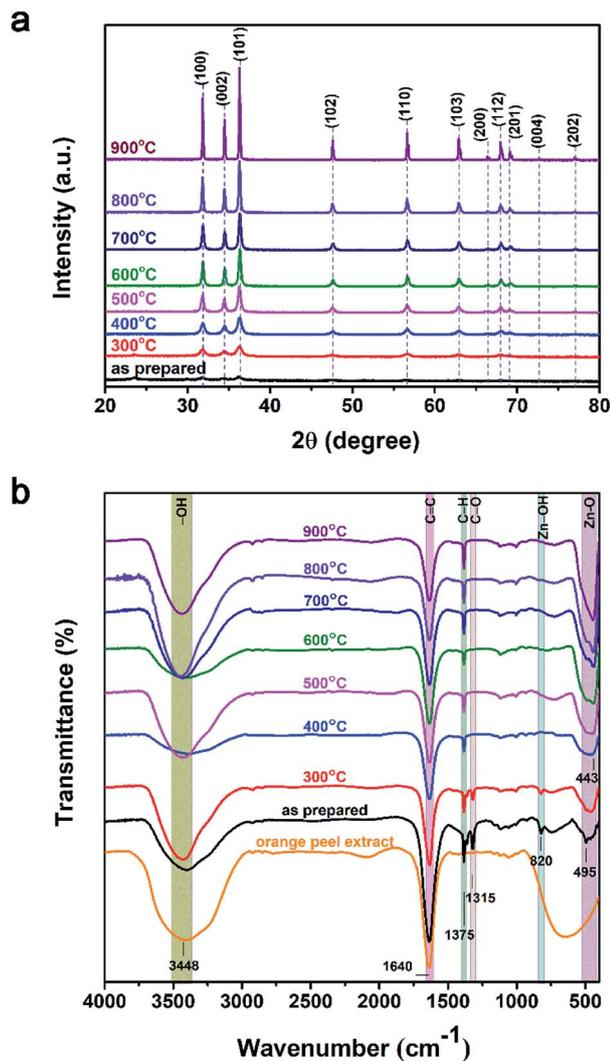 a
(100)
(002)
(101)
(102)
(110)
(103)
(200)
(112)
(201)
(004)
(202)
900°C
800°C
700°C
600°C
500°C
400°C
300°C
as prepared
Intensity (a.u.)
20 30 40 50 60 70 80
2θ (degree)
b
–OH
C=C
C–H
C–O
Zn–OH
Zn-O
900°C
800°C
700°C
600°C
500°C
400°C
300°C
as prepared
orange peel extract
443
495
820
1315
1375
1640
3448
Transmittance (%)
4000 3500 3000 2500 2000 1500 1000 500
Wavenumber (cm⁻¹)